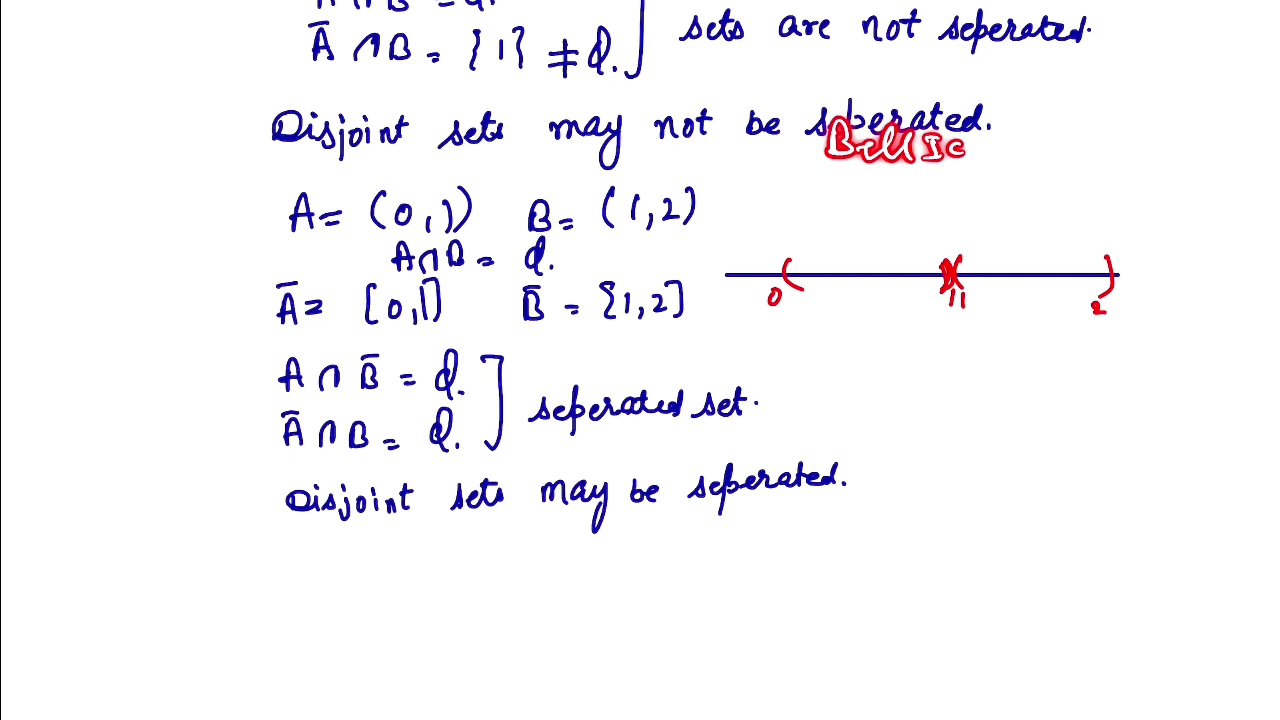 A ∩ B̄ = ϕ.
Ā ∩ B = {1} ≠ ϕ. ] sets are not seperated.
Disjoint sets may not be seperated.
A = (0,1) B = (1,2)
A∩B = ϕ.
Ā = [0,1] B̄ = [1,2]
0 1 1 2
A ∩ B̄ = ϕ.
Ā ∩ B = ϕ. ] seperated set.
Disjoint sets may be seperated.